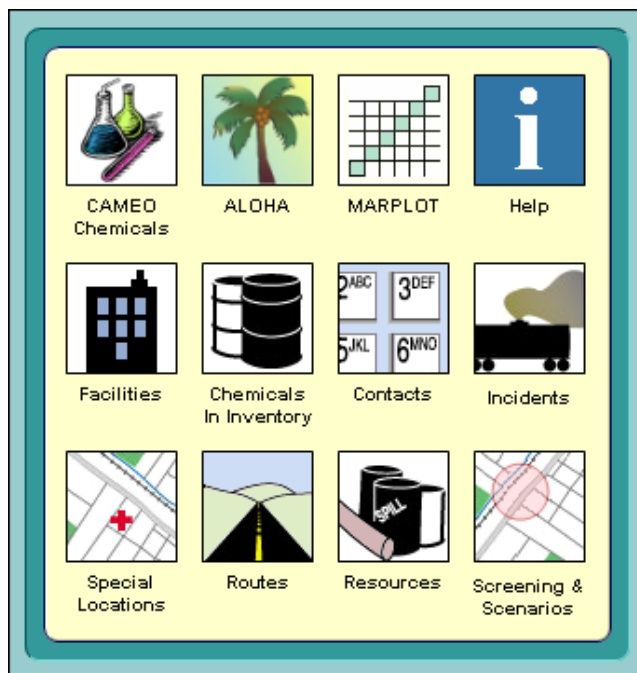 CAMEO
Chemicals
ALOHA
MARPLOT
i
Help
Facilities
Chemicals
In Inventory
2ABC 3DEF
5JKL 6MNO
Contacts
Incidents
Special
Locations
Routes
SPILL
Resources
Screening &
Scenarios